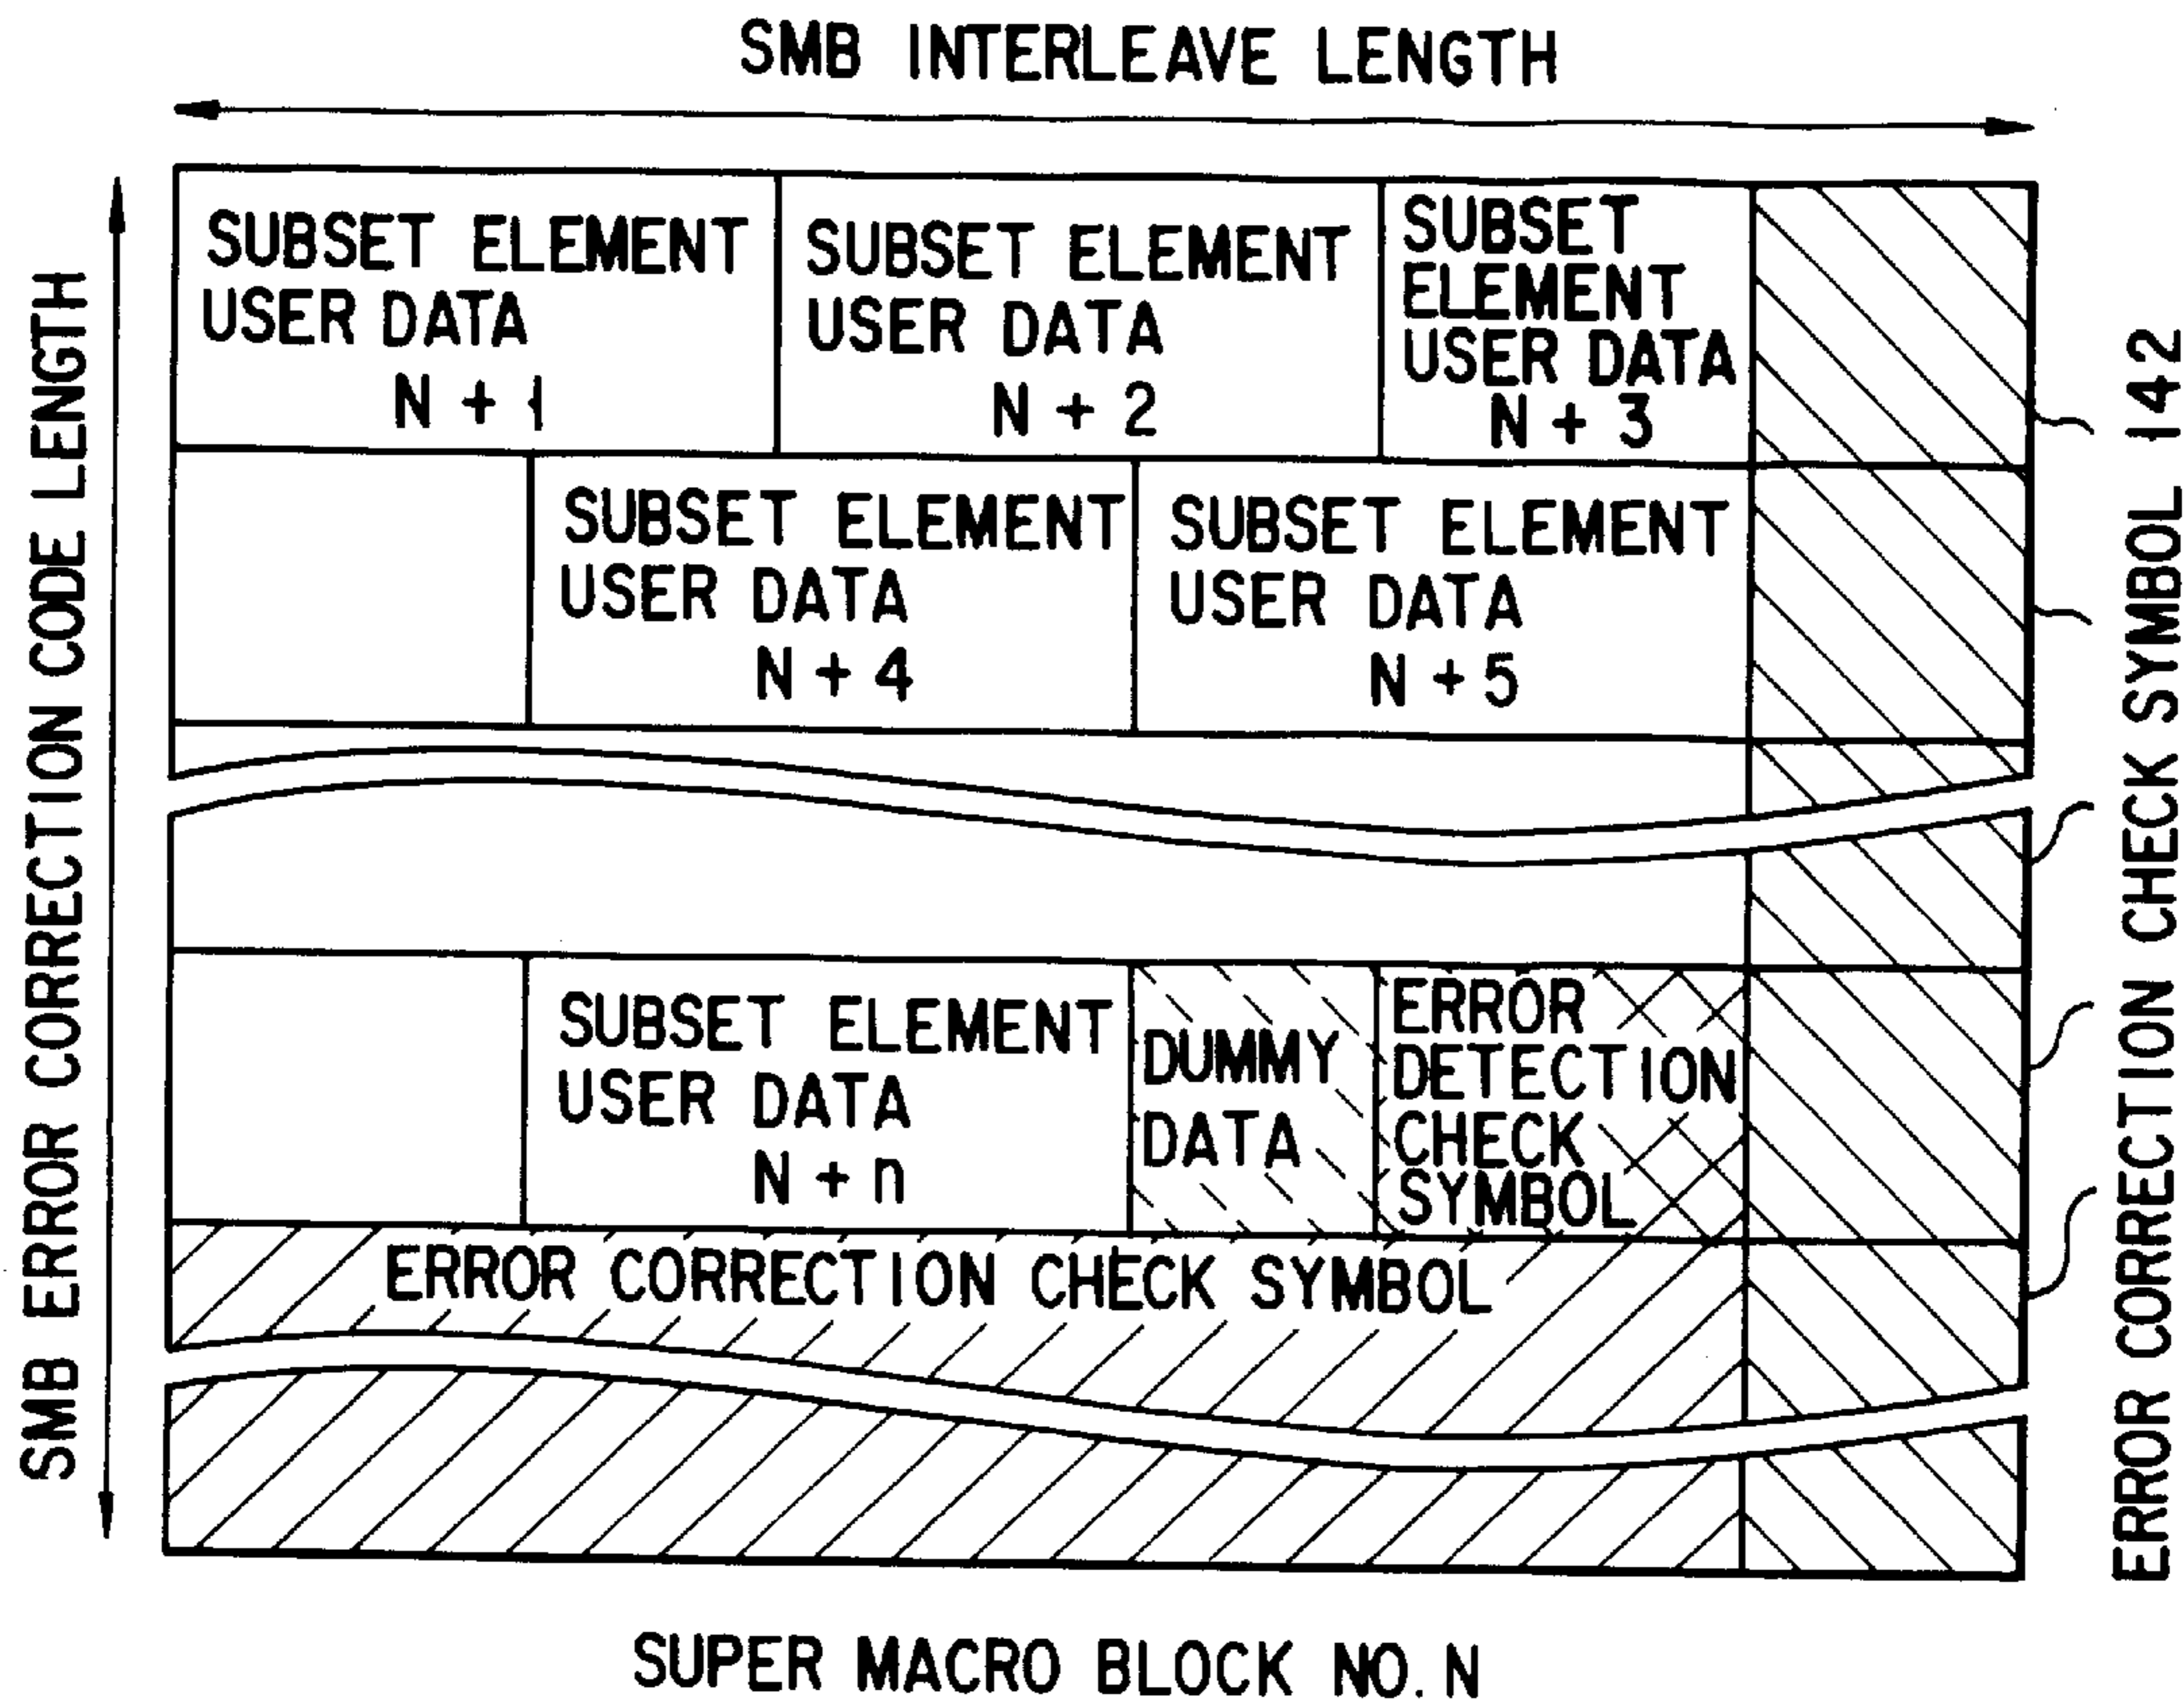 SMB INTERLEAVE LENGTH
SMB ERROR CORRECTION CODE LENGTH
SUBSET ELEMENT
USER DATA
N + 1
SUBSET ELEMENT
USER DATA
N + 2
SUBSET
ELEMENT
USER DATA
N + 3
SUBSET ELEMENT
USER DATA
N + 4
SUBSET ELEMENT
USER DATA
N + 5
SUBSET ELEMENT
USER DATA
N + n
DUMMY
DATA
ERROR
DETECTION
CHECK
SYMBOL
ERROR CORRECTION CHECK SYMBOL
ERROR CORRECTION CHECK SYMBOL 142
SUPER MACRO BLOCK NO. N